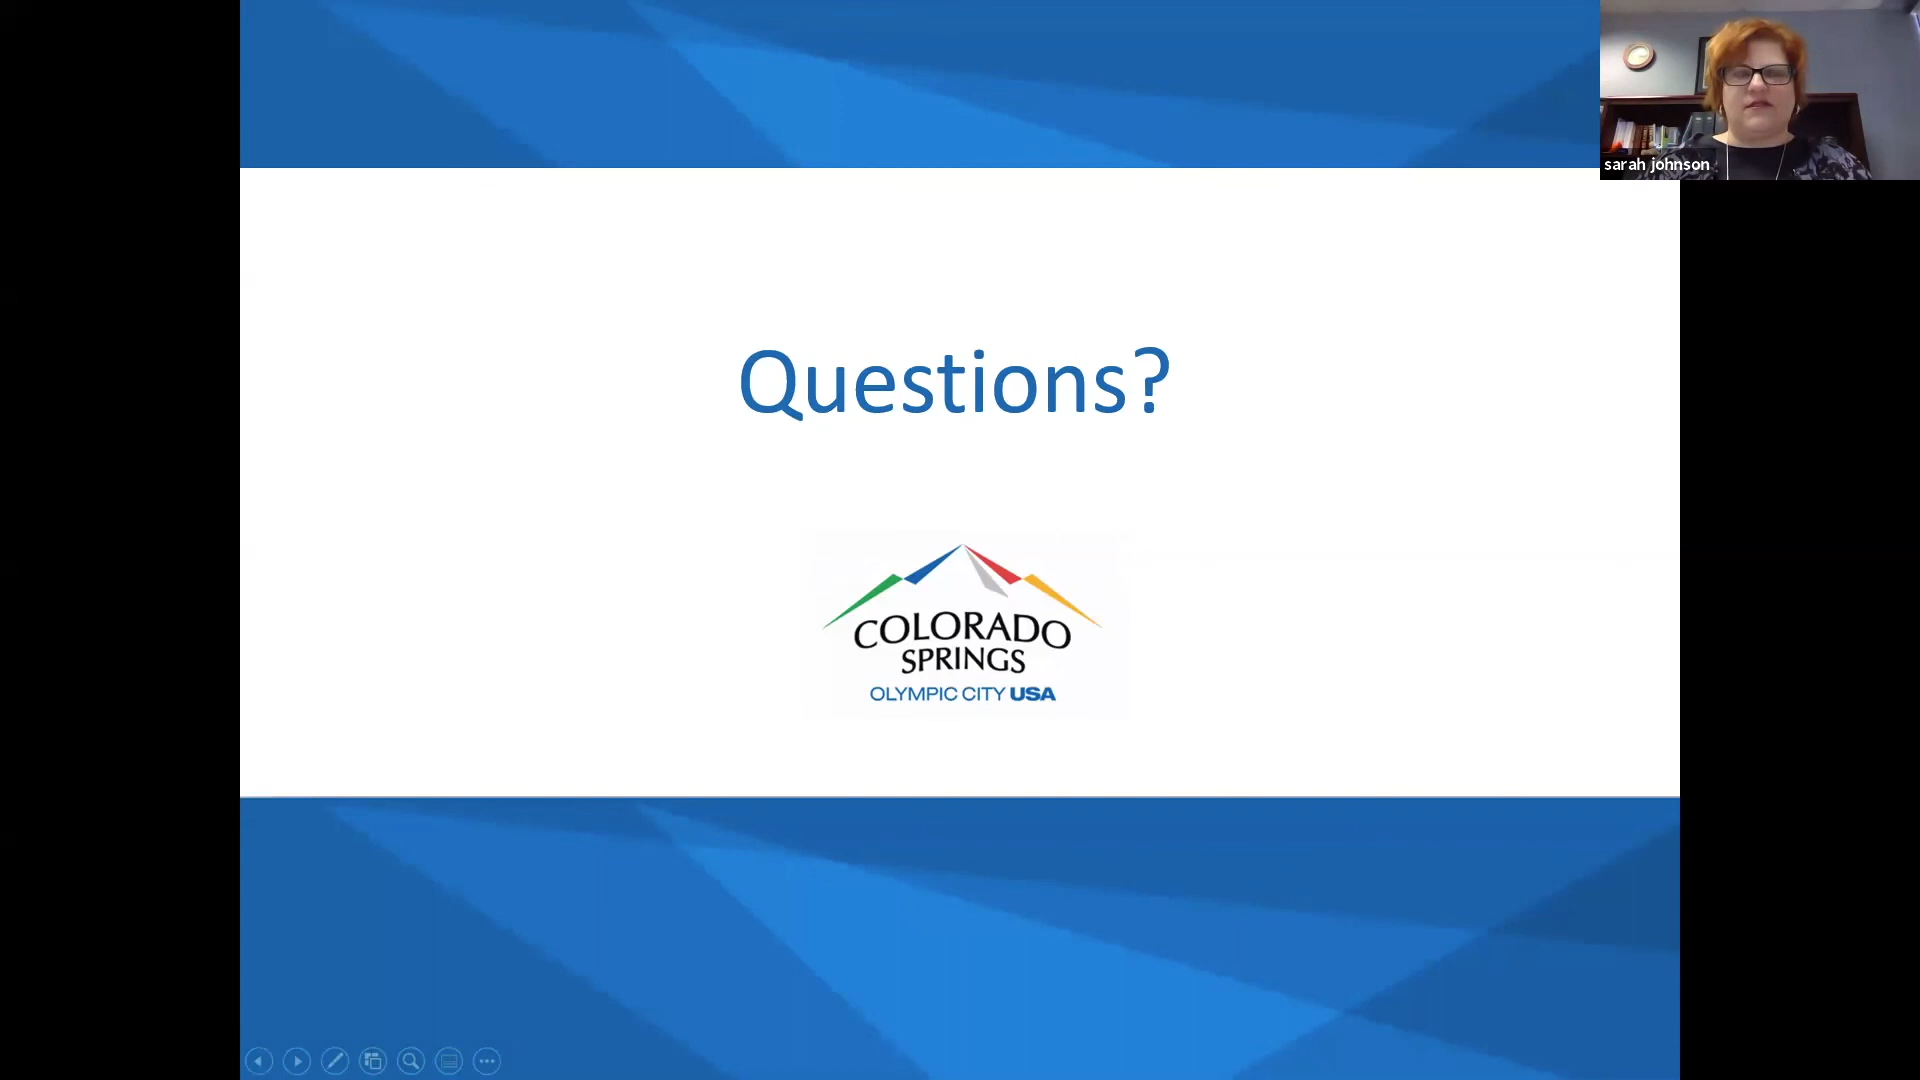 sarah johnson
Questions?
COLORADO
SPRINGS
OLYMPIC CITY USA